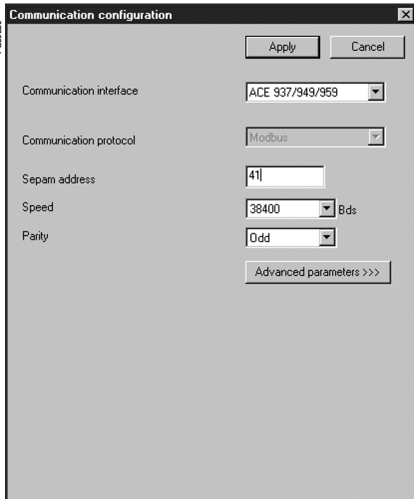 Communication configuration
Apply Cancel
Communication interface ACE 937/949/959
Communication protocol Modbus
Sepam address 41
Speed 38400 Bds
Parity Odd
Advanced parameters >>>